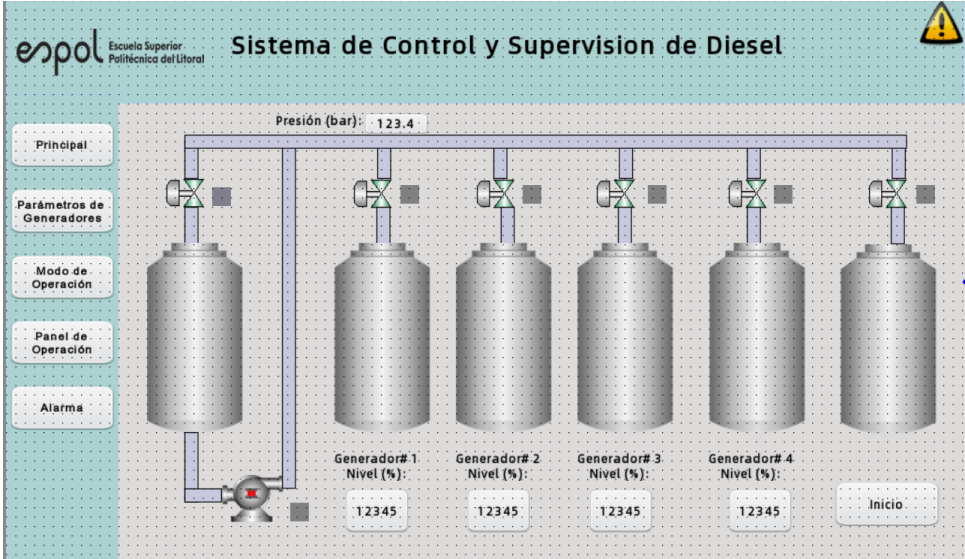 espol
Escuela Superior
Politécnica del Litoral
Sistema de Control y Supervision de Diesel
Presión (bar): 123.4
Principal
Parámetros de
Generadores
Modo de
Operación
Panel de
Operación
Alarma
Generador# 1
Nivel (%):
12345
Generador# 2
Nivel (%):
12345
Generador# 3
Nivel (%):
12345
Generador# 4
Nivel (%):
12345
Inicio